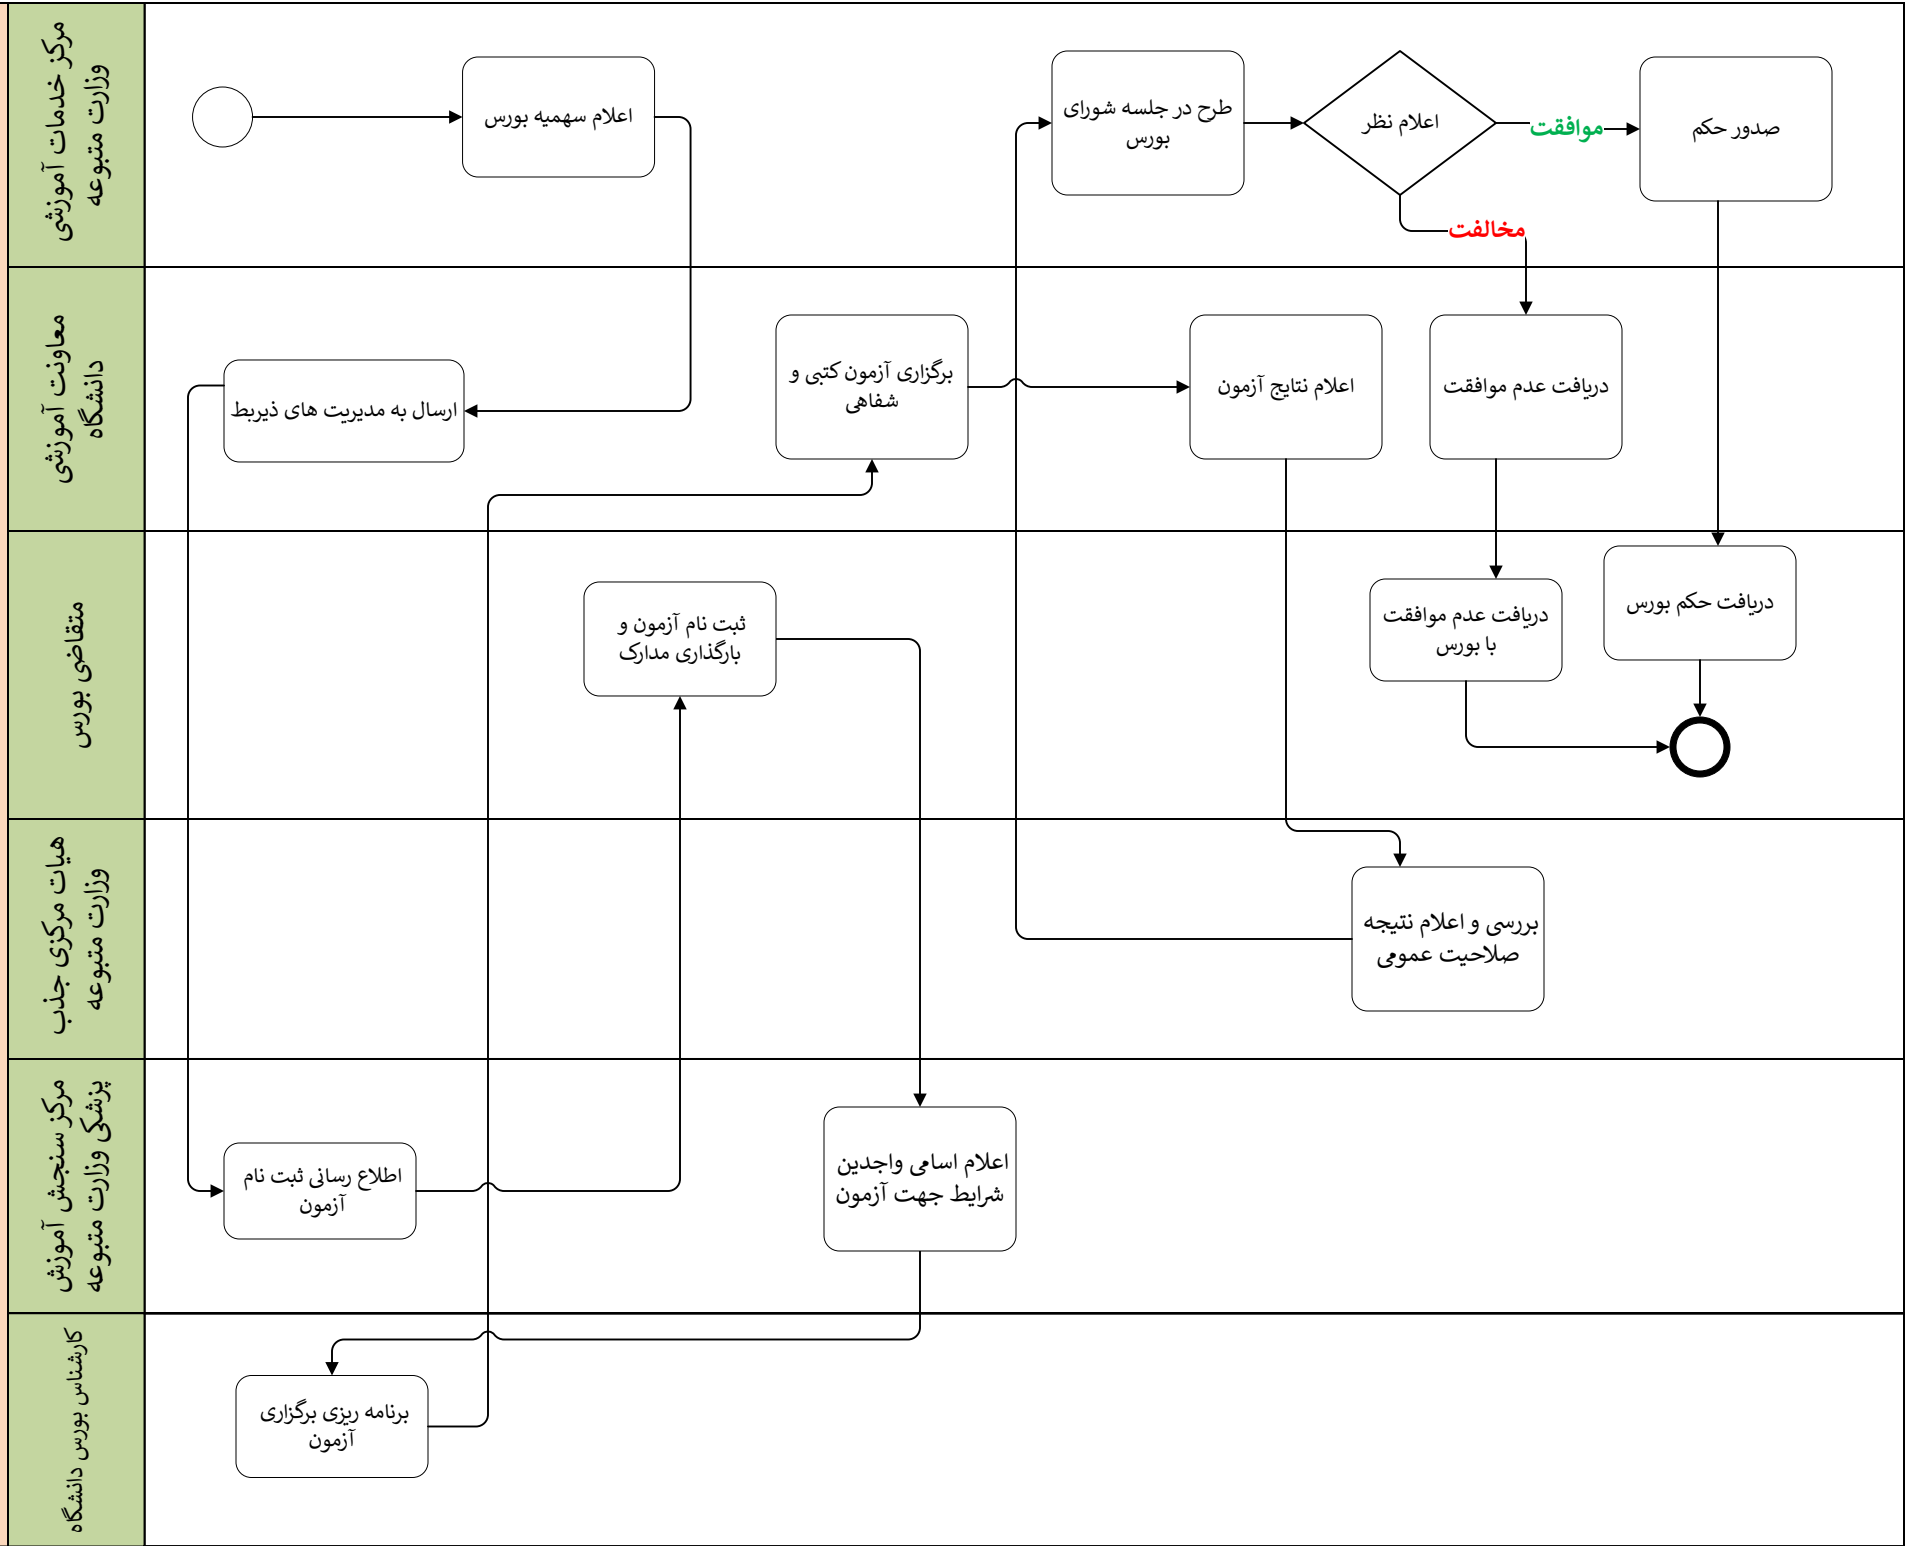 مرکز خدمات آموزشی
وزارت متبوعه
اعلام سهمیه بورس
طرح در جلسه شورای
بورس
اعلام نظر
موافقت
صدور حکم
مخالفت
معاونت آموزشی
دانشگاه
ارسال به مدیریت های ذیربط
برگزاری آزمون کتبی و
شفاهی
اعلام نتایج آزمون
دریافت عدم موافقت
متقاضی بورس
ثبت نام آزمون و
بارگذاری مدارک
دریافت عدم موافقت
با بورس
دریافت حکم بورس
هیات مرکزی جذب
وزارت متبوعه
بررسی و اعلام نتیجه
صلاحیت عمومی
مرکز سنجش آموزش
پزشکی وزارت متبوعه
اطلاع رسانی ثبت نام
آزمون
اعلام اسامی واجدین
شرایط جهت آزمون
کارشناس بورس دانشگاه
برنامه ریزی برگزاری
آزمون